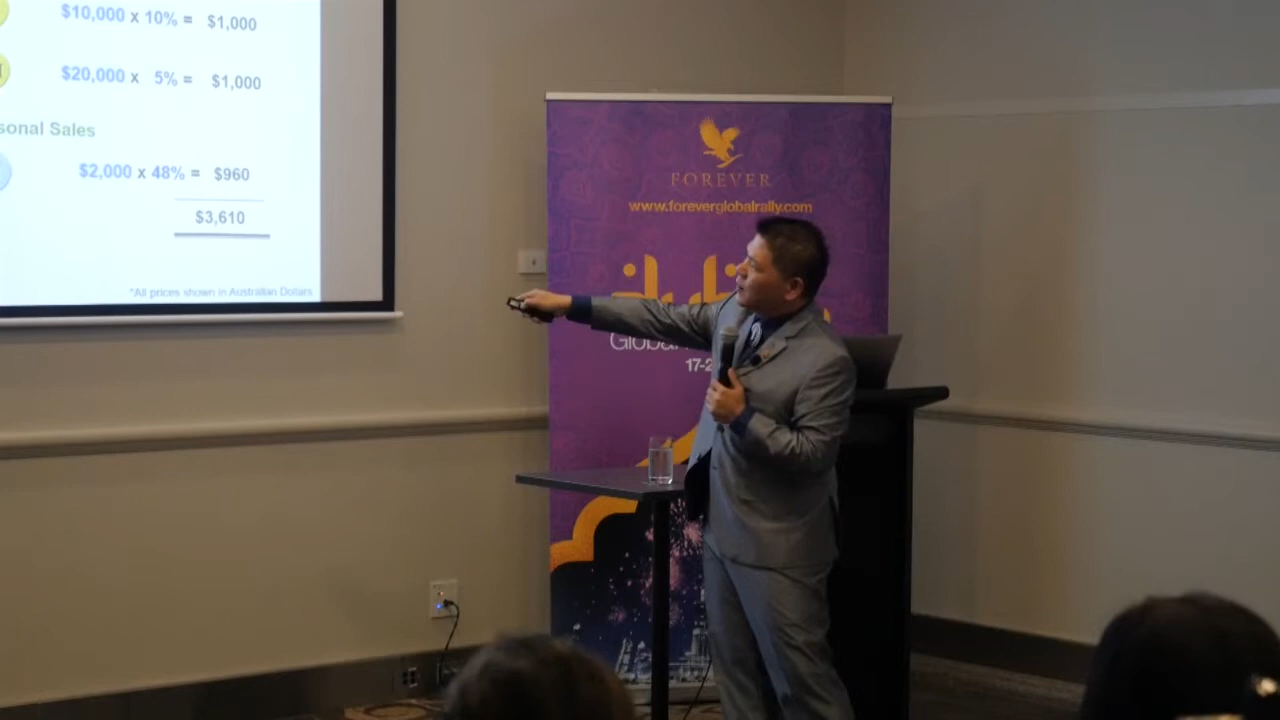 $10,000 x 10% = $1,000
$20,000 x 5% = $1,000
sonal Sales
$2,000 x 48% = $960
$3,610
*All prices shown in Australian Dollars
FOREVER
www.foreverglobalrally.com
Global
17-2